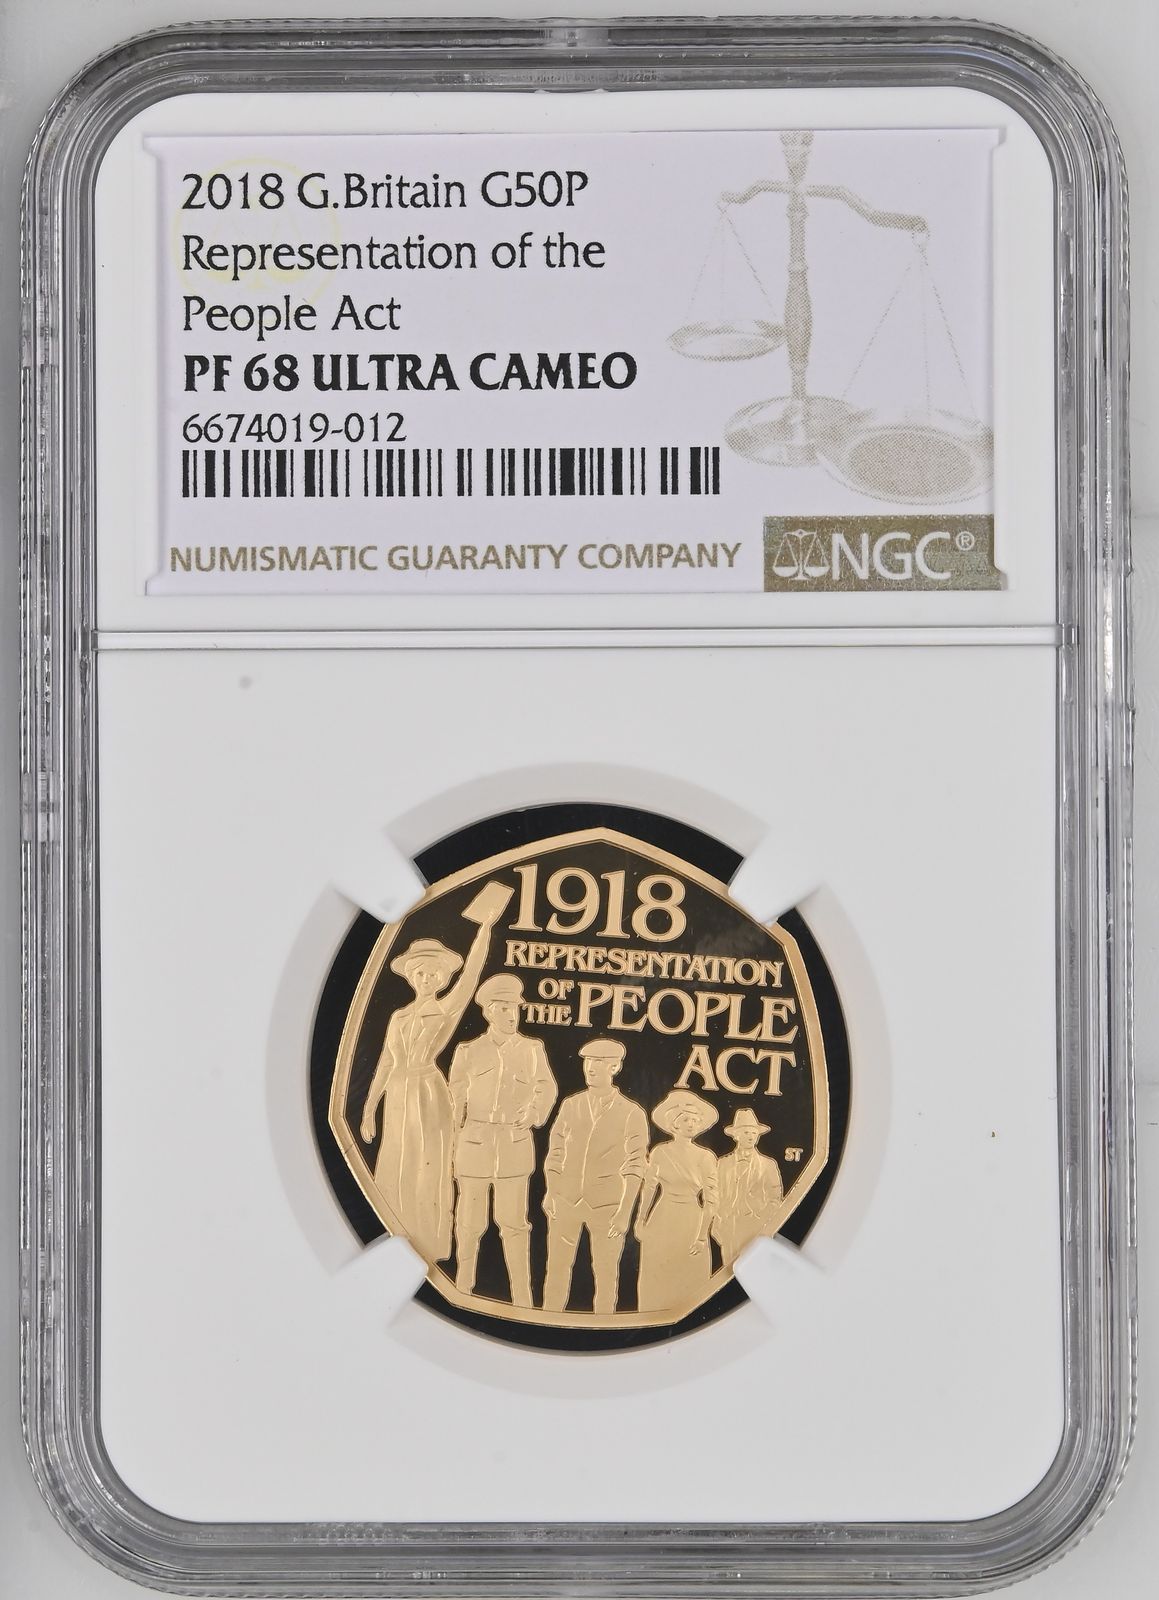 2018 G.Britain G50P
Representation of the
People Act
PF 68 ULTRA CAMEO
6674019-012
NUMISMATIC GUARANTY COMPANY
NGC®
1918
REPRESENTATION
OF
THE PEOPLE
ACT
ST